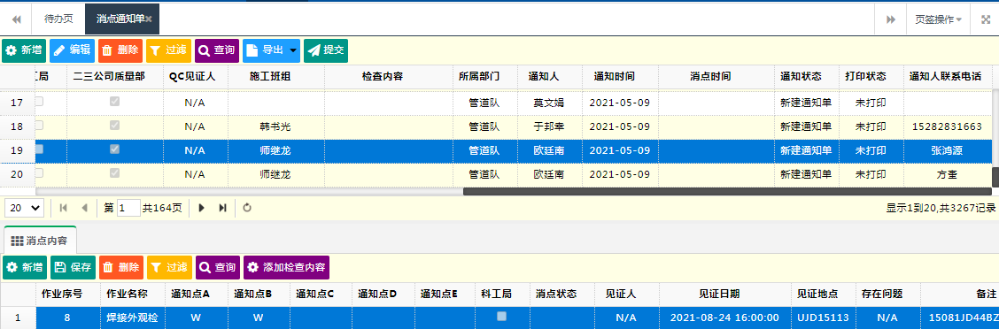 待办页 消点通知单 页签操作
新增 编辑 删除 过滤 查询 导出 提交
工局 二三公司质量部 QC见证人 施工班组 检查内容 所属部门 通知人 通知时间 消点时间 通知状态 打印状态 通知人联系电话
17 N/A 管道队 莫文娟 2021-05-09 新建通知单 未打印
18 N/A 韩书光 管道队 于邦幸 2021-05-09 新建通知单 未打印 15282831663
19 N/A 师继龙 管道队 欧廷南 2021-05-09 新建通知单 未打印 张鸿源
20 N/A 师继龙 管道队 欧廷南 2021-05-09 新建通知单 未打印 方奎
20 第 1 共164页 显示1到20,共3267记录
消点内容
新增 保存 删除 过滤 查询 添加检查内容
作业序号 作业名称 通知点A 通知点B 通知点C 通知点D 通知点E 科工局 消点状态 见证人 见证日期 见证地点 存在问题 备注
1 8 焊接外观检 W W N/A 2021-08-24 16:00:00 UJD15113 N/A 15081JD44BZ